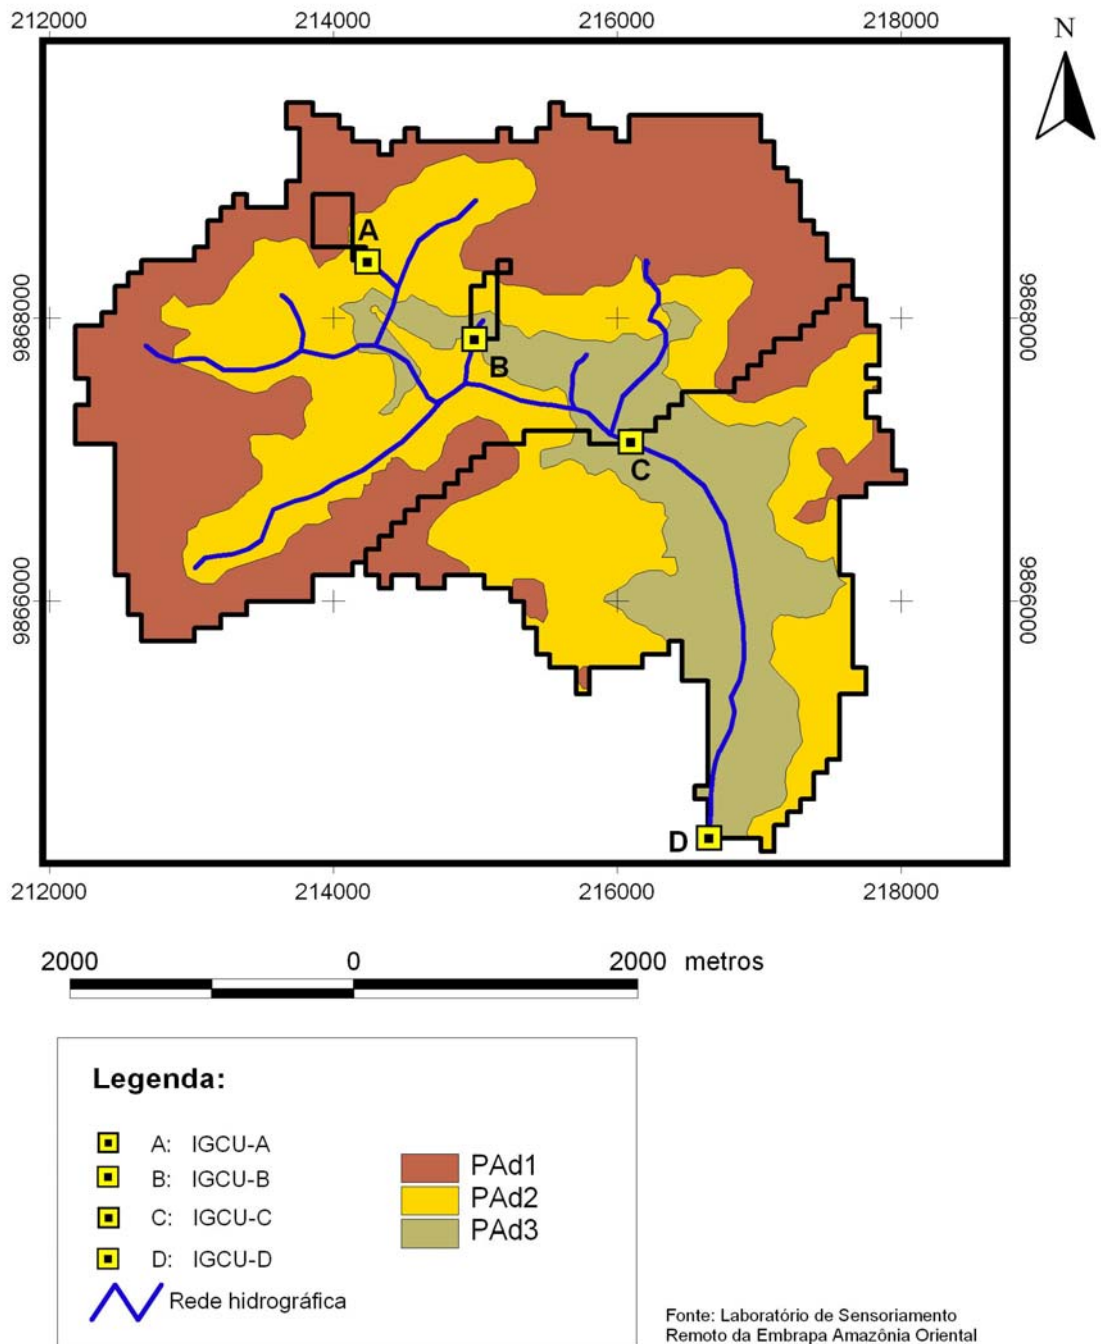 212000 214000 216000 218000
N
A
9868000 9868000
B
C
9866000 9866000
D
212000 214000 216000 218000
2000 0 2000 metros
Legenda:
A: IGCU-A
B: IGCU-B
C: IGCU-C
D: IGCU-D
Rede hidrográfica
PAd1
PAd2
PAd3
Fonte: Laboratório de Sensoriamento
Remoto da Embrapa Amazônia Oriental